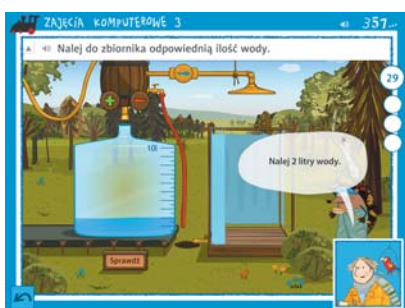 ZAJĘCIA KOMPUTEROWE 3
357...
Nalej do zbiornika odpowiednią ilość wody.
29
10l
Nalej 2 litry wody.
Sprawdź